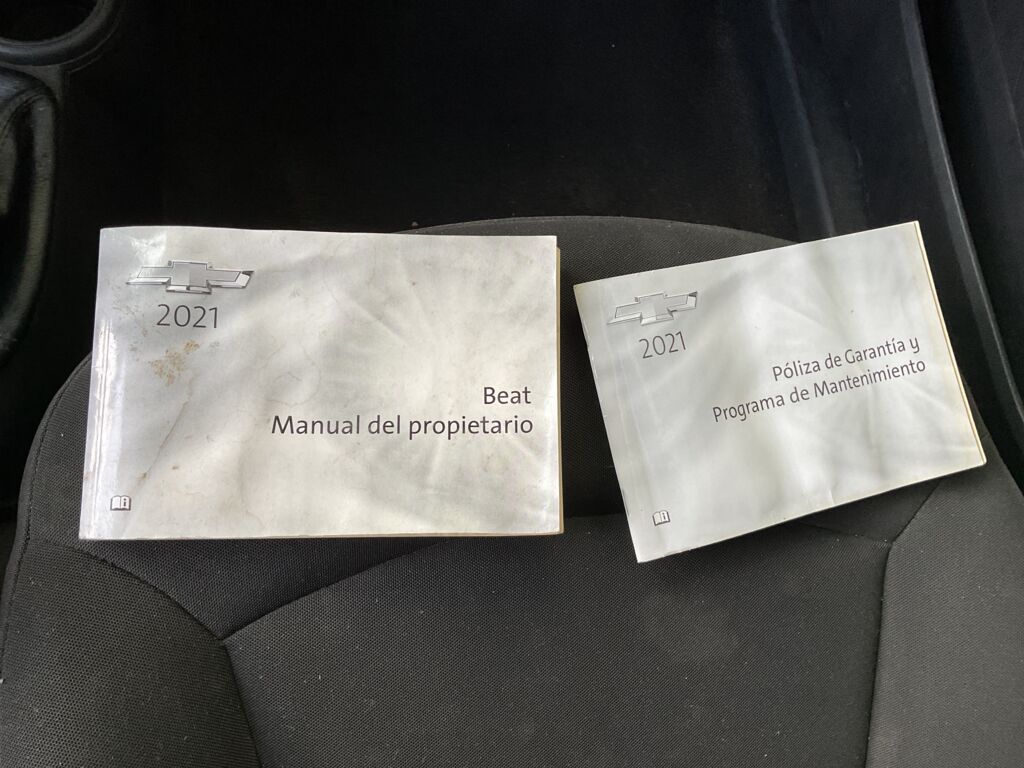 2021
Beat
Manual del propietario
2021
Póliza de Garantía y
Programa de Mantenimiento